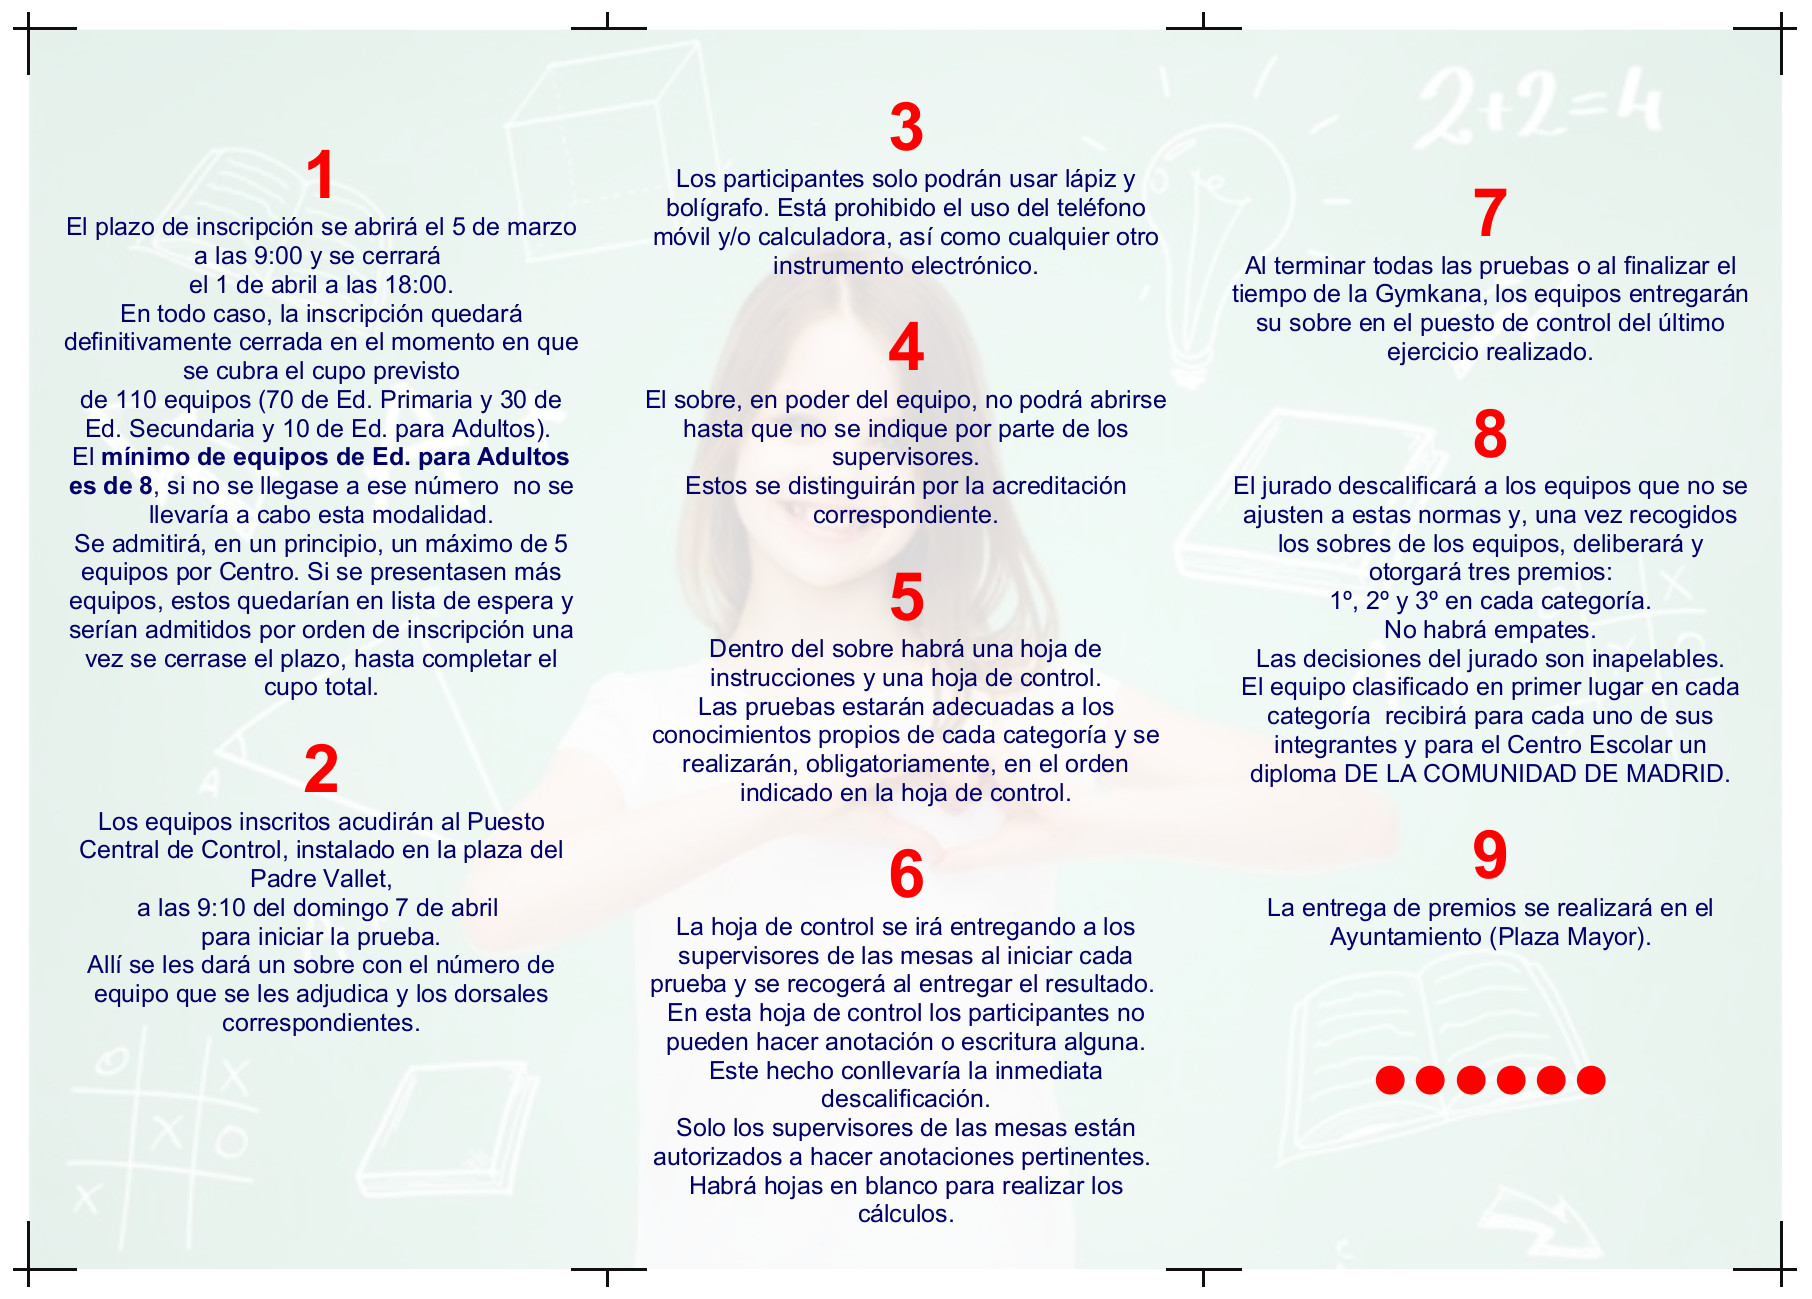 1
El plazo de inscripción se abrirá el 5 de marzo
a las 9:00 y se cerrará
el 1 de abril a las 18:00.
En todo caso, la inscripción quedará
definitivamente cerrada en el momento en que
se cubra el cupo previsto
de 110 equipos (70 de Ed. Primaria y 30 de
Ed. Secundaria y 10 de Ed. para Adultos).
El mínimo de equipos de Ed. para Adultos
es de 8, si no se llegase a ese número  no se
llevaría a cabo esta modalidad.
Se admitirá, en un principio, un máximo de 5
equipos por Centro. Si se presentasen más
equipos, estos quedarían en lista de espera y
serían admitidos por orden de inscripción una
vez se cerrase el plazo, hasta completar el
cupo total.
2
Los equipos inscritos acudirán al Puesto
Central de Control, instalado en la plaza del
Padre Vallet,
a las 9:10 del domingo 7 de abril
para iniciar la prueba.
Allí se les dará un sobre con el número de
equipo que se les adjudica y los dorsales
correspondientes.
3
Los participantes solo podrán usar lápiz y
bolígrafo. Está prohibido el uso del teléfono
móvil y/o calculadora, así como cualquier otro
instrumento electrónico.
4
El sobre, en poder del equipo, no podrá abrirse
hasta que no se indique por parte de los
supervisores.
Estos se distinguirán por la acreditación
correspondiente.
5
Dentro del sobre habrá una hoja de
instrucciones y una hoja de control.
Las pruebas estarán adecuadas a los
conocimientos propios de cada categoría y se
realizarán, obligatoriamente, en el orden
indicado en la hoja de control.
6
La hoja de control se irá entregando a los
supervisores de las mesas al iniciar cada
prueba y se recogerá al entregar el resultado.
En esta hoja de control los participantes no
pueden hacer anotación o escritura alguna.
Este hecho conllevaría la inmediata
descalificación.
Solo los supervisores de las mesas están
autorizados a hacer anotaciones pertinentes.
Habrá hojas en blanco para realizar los
cálculos.
2+2=4
7
Al terminar todas las pruebas o al finalizar el
tiempo de la Gymkana, los equipos entregarán
su sobre en el puesto de control del último
ejercicio realizado.
8
El jurado descalificará a los equipos que no se
ajusten a estas normas y, una vez recogidos
los sobres de los equipos, deliberará y
otorgará tres premios:
1º, 2º y 3º en cada categoría.
No habrá empates.
Las decisiones del jurado son inapelables.
El equipo clasificado en primer lugar en cada
categoría  recibirá para cada uno de sus
integrantes y para el Centro Escolar un
diploma DE LA COMUNIDAD DE MADRID.
9
La entrega de premios se realizará en el
Ayuntamiento (Plaza Mayor).
A
O X
X O
X